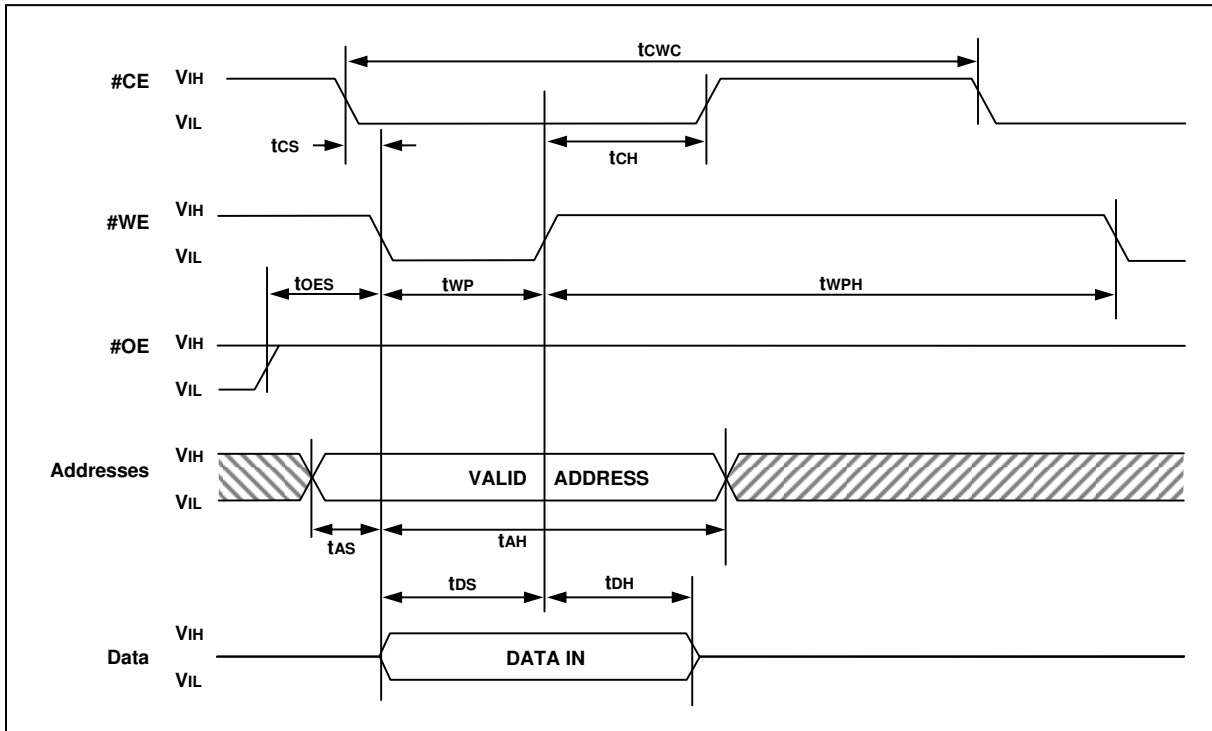 tCWC
#CE VIH
VIL
tCS
tCH
#WE VIH
VIL
tOES tWP tWPH
#OE VIH
VIL
Addresses VIH
VALID ADDRESS
VIL
tAS tAH
tDS tDH
VIH
Data DATA IN
VIL